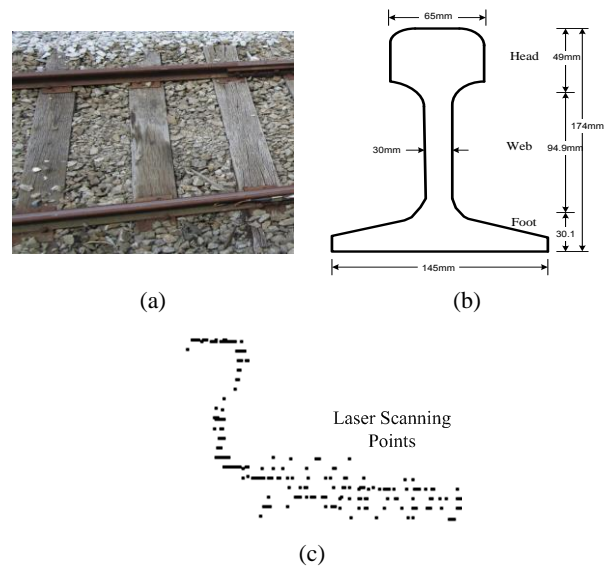 65mm
Head
49mm
174mm
30mm
Web
94.9mm
Foot
30.1
145mm
(a)
(b)
Laser Scanning
Points
(c)